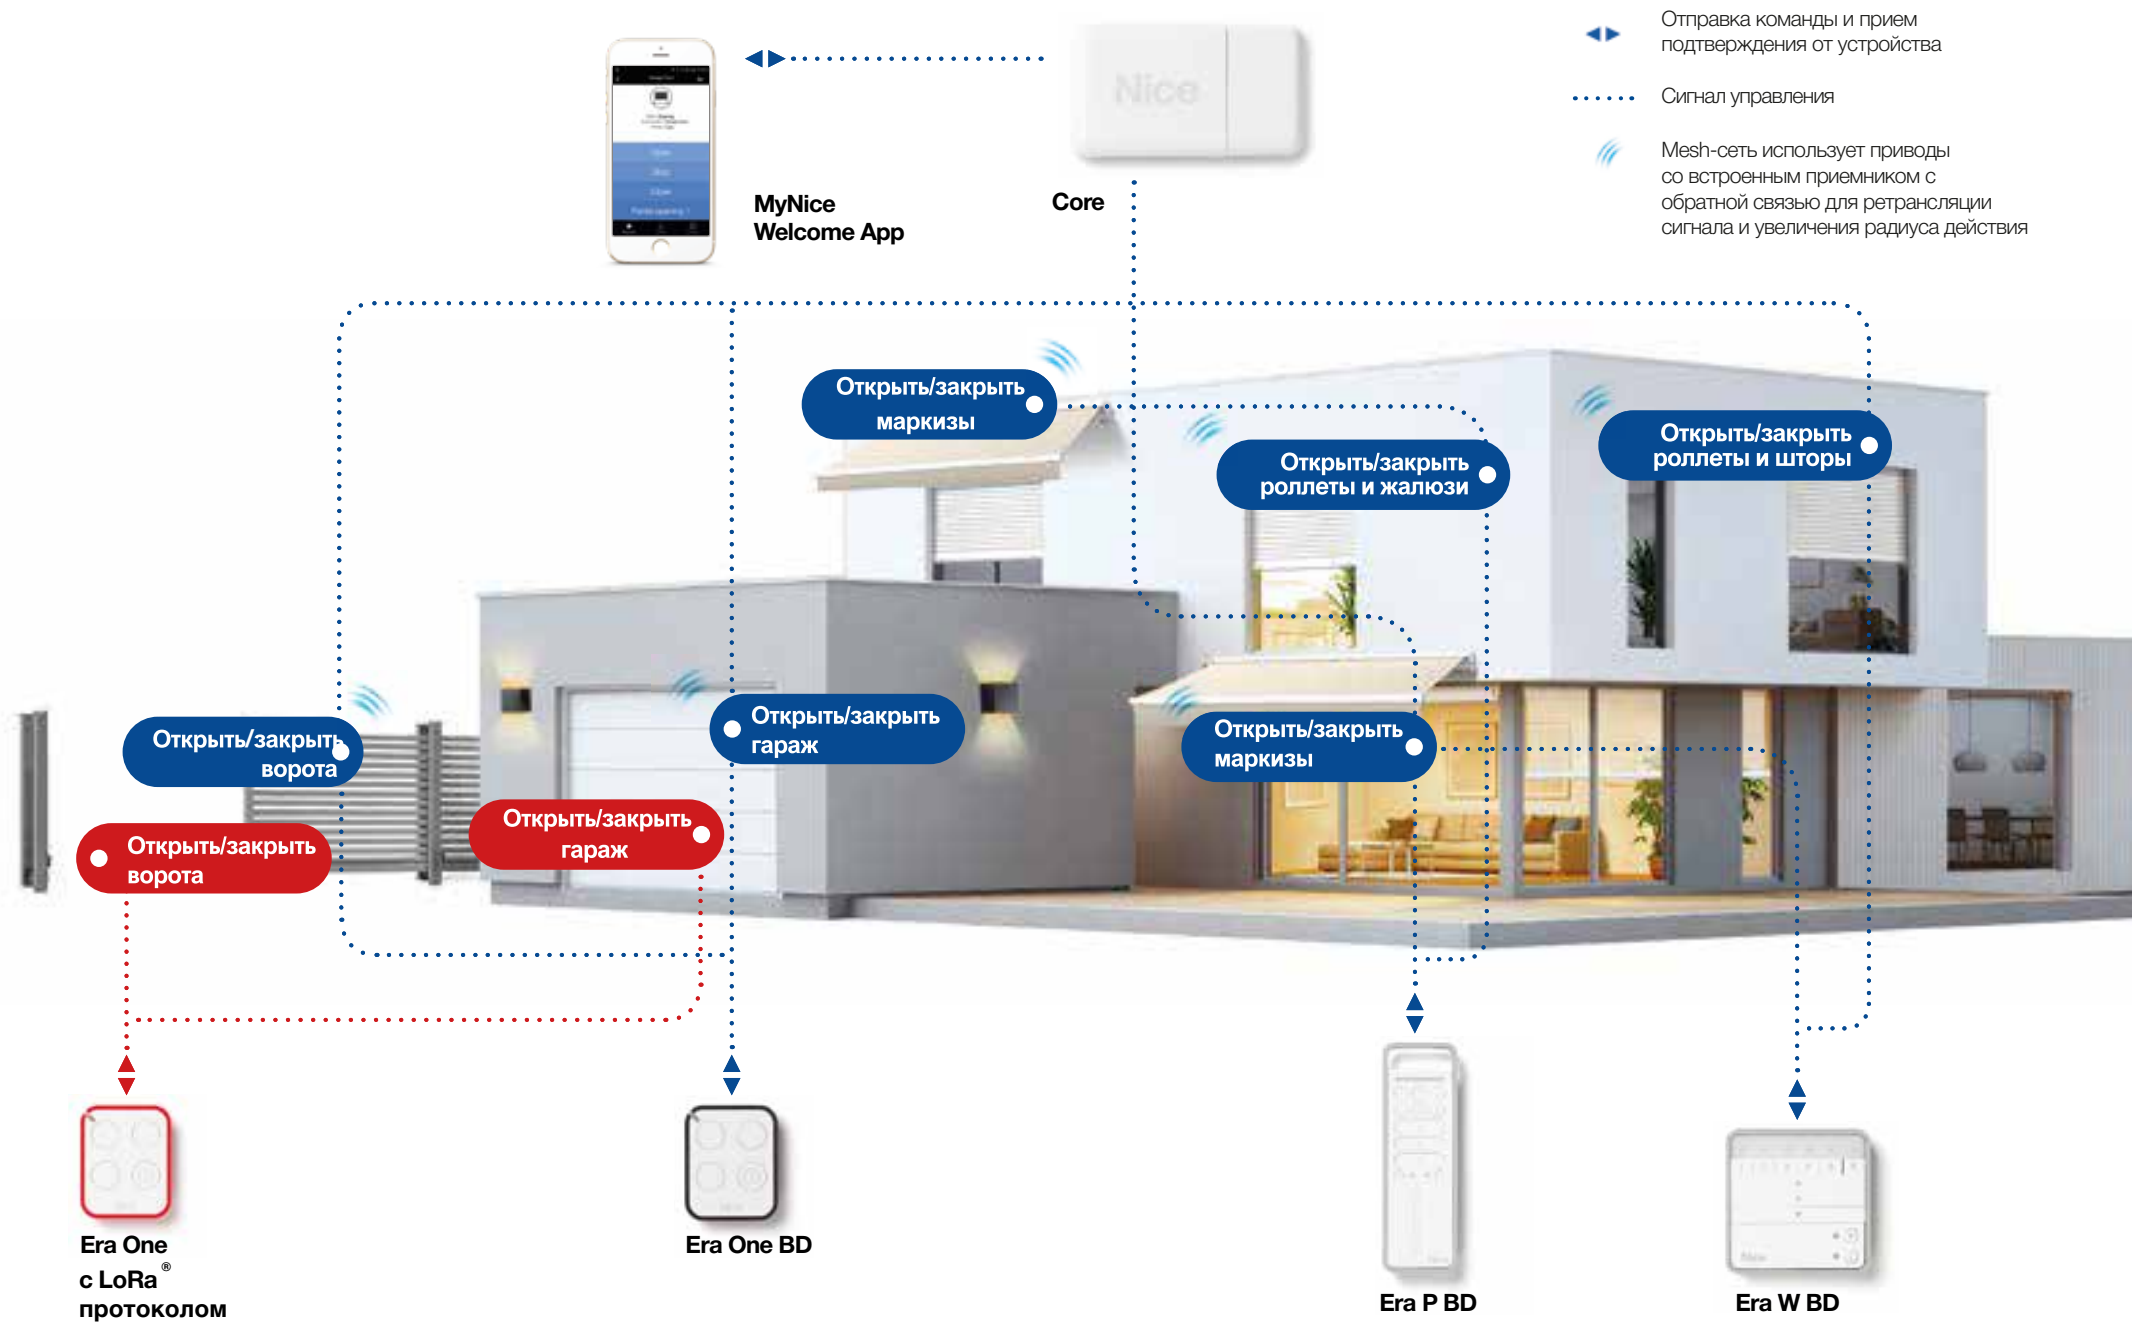 Отправка команды и прием
подтверждения от устройства
Сигнал управления
Mesh-сеть использует приводы
со встроенным приемником с
обратной связью для ретрансляции
сигнала и увеличения радиуса действия
Nice
MyNice
Welcome App
Core
Открыть/закрыть
маркизы
Открыть/закрыть
роллеты и жалюзи
Открыть/закрыть
роллеты и шторы
Открыть/закрыть
ворота
Открыть/закрыть
гараж
Открыть/закрыть
маркизы
Открыть/закрыть
ворота
Открыть/закрыть
гараж
Era One
с LoRa®
протоколом
Era One BD
Era P BD
Era W BD